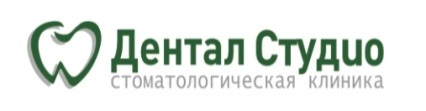 Дентал Студио
стоматологическая клиника